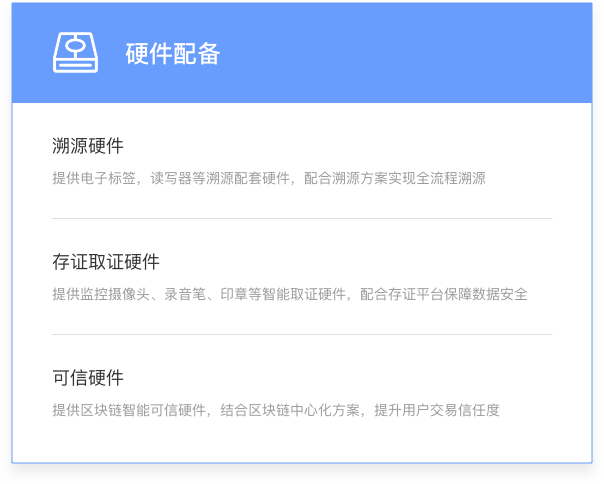 硬件配备
溯源硬件
提供电子标签，读写器等溯源配套硬件，配合溯源方案实现全流程溯源
存证取证硬件
提供监控摄像头、录音笔、印章等智能取证硬件，配合存证平台保障数据安全
可信硬件
提供区块链智能可信硬件，结合区块链中心化方案，提升用户交易信任度